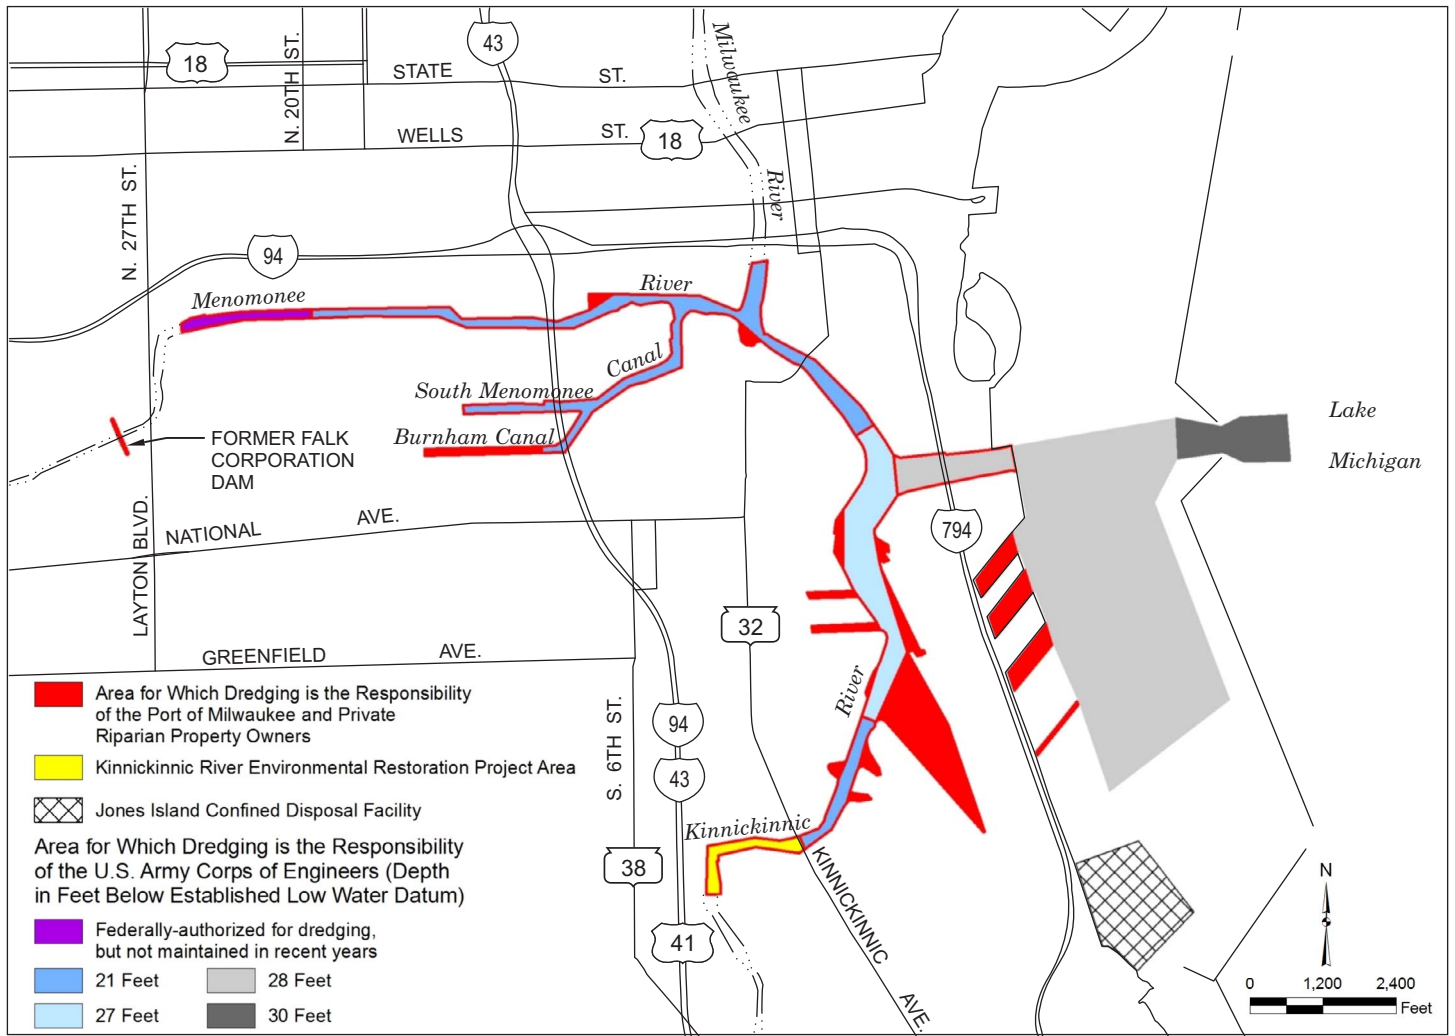 43
18
N. 20TH ST.
STATE
ST.
Milwaukee
WELLS
ST.
18
N. 27TH ST.
River
94
Menomonee
River
Canal
South Menomonee
Burnham Canal
Lake
Michigan
FORMER FALK
CORPORATION
DAM
LAYTON BLVD.
NATIONAL
AVE.
794
32
GREENFIELD
AVE.
River
S. 6TH ST.
94
43
Kinnickinnic
38
KINNICKINNIC
AVE.
41
Area for Which Dredging is the Responsibility
of the Port of Milwaukee and Private
Riparian Property Owners
Kinnickinnic River Environmental Restoration Project Area
Jones Island Confined Disposal Facility
Area for Which Dredging is the Responsibility
of the U.S. Army Corps of Engineers (Depth
in Feet Below Established Low Water Datum)
Federally-authorized for dredging,
but not maintained in recent years
21 Feet
28 Feet
27 Feet
30 Feet
N
0 1,200 2,400
Feet